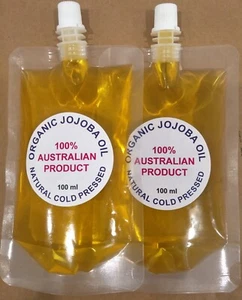 ORGANIC JOJOBA OIL
100%
AUSTRALIAN
PRODUCT
100 ml
NATURAL COLD PRESSED
ORGANIC JOJOBA OIL
100%
AUSTRALIAN
PRODUCT
100 ml
NATURAL COLD PRESSED